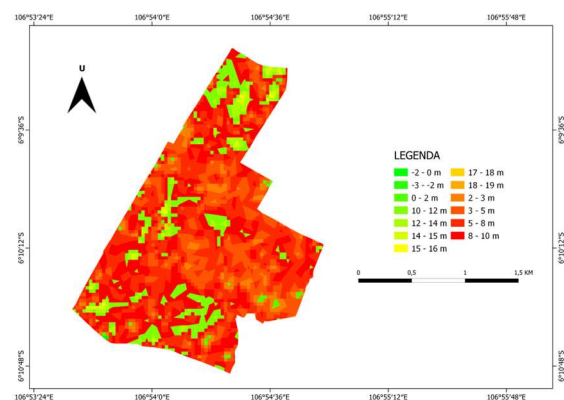 106°53'24"E 106°54'0"E 106°54'36"E 106°55'12"E 106°55'48"E
U
6°9'36"S 6°9'36"S
LEGENDA
-2 - 0 m 17 - 18 m
-3 - -2 m 18 - 19 m
0 - 2 m 2 - 3 m
10 - 12 m 3 - 5 m
12 - 14 m 5 - 8 m
14 - 15 m 8 - 10 m
15 - 16 m
6°10'12"S 6°10'12"S
0 0,5 1 1,5 KM
6°10'48"S 6°10'48"S
106°53'24"E 106°54'0"E 106°54'36"E 106°55'12"E 106°55'48"E